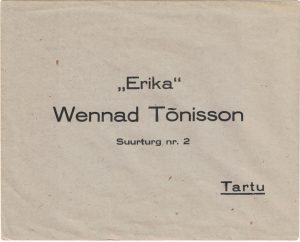 „Erika“
Wennad Tõnisson
Suurturg nr. 2
Tartu